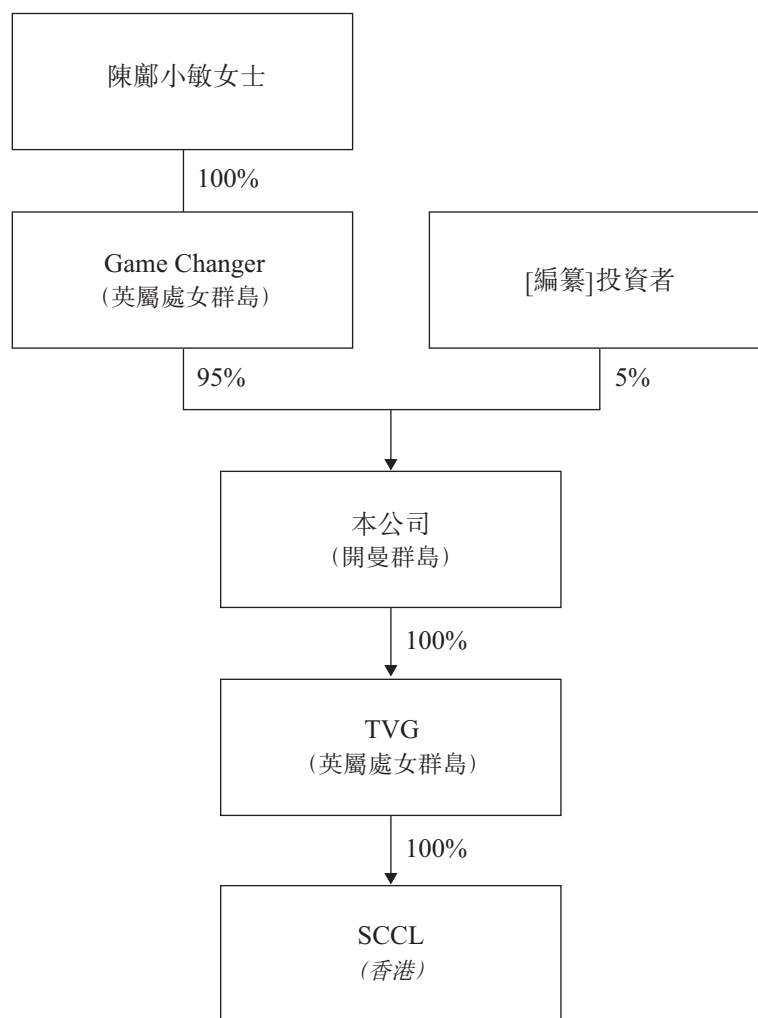 陳鄺小敏女士
100%
Game Changer
（英屬處女群島）
[編纂]投資者
95%
5%
本公司
（開曼群島）
100%
TVG
（英屬處女群島）
100%
SCCL
（香港）